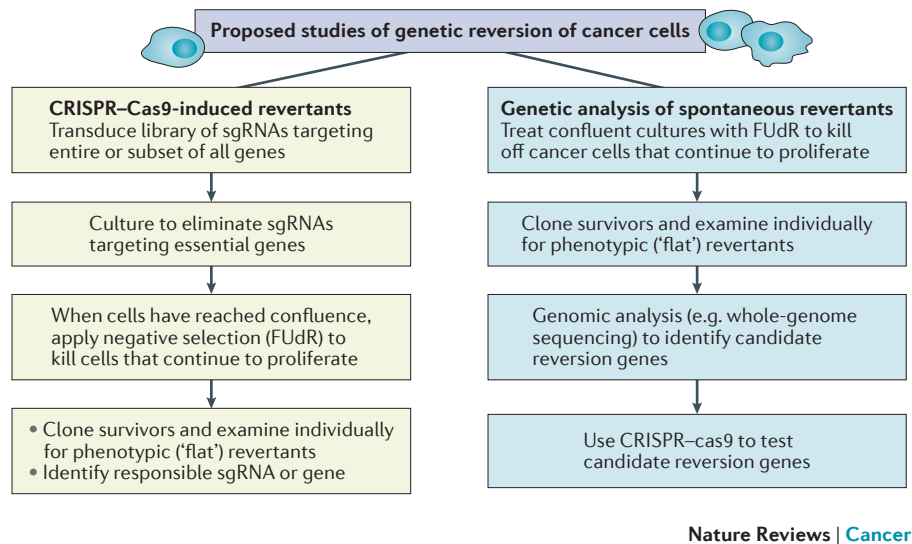 Proposed studies of genetic reversion of cancer cells
CRISPR–Cas9-induced revertants
Transduce library of sgRNAs targeting
entire or subset of all genes
Culture to eliminate sgRNAs
targeting essential genes
When cells have reached confluence,
apply negative selection (FUdR) to
kill cells that continue to proliferate
• Clone survivors and examine individually
for phenotypic (‘flat’) revertants
• Identify responsible sgRNA or gene
Genetic analysis of spontaneous revertants
Treat confluent cultures with FUdR to kill
off cancer cells that continue to proliferate
Clone survivors and examine individually
for phenotypic (‘flat’) revertants
Genomic analysis (e.g. whole-genome
sequencing) to identify candidate
reversion genes
Use CRISPR–cas9 to test
candidate reversion genes
Nature Reviews | Cancer